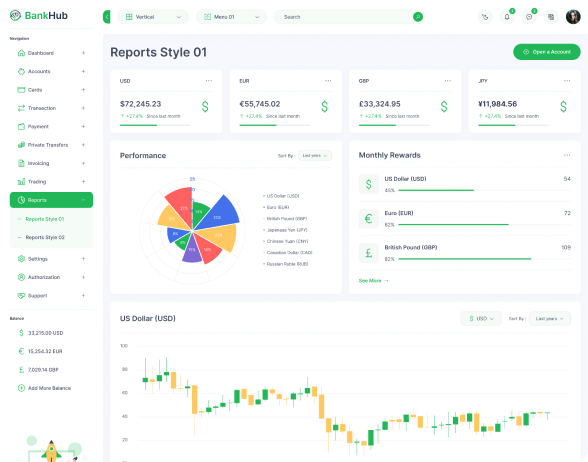 BankHub
Vertical
Menu 01
Search
Navigation
Dashboard +
Accounts +
Cards +
Transaction +
Payment +
Private Transfers +
Invoicing +
Trading +
Reports
Reports Style 01
Reports Style 02
Settings +
Authorization +
Support +
Balance
33,215.00 USD
15,254.32 EUR
7,029.14 GBP
Add More Balance
Reports Style 01
Open a Account
USD
$72,245.23
+27.4% Since last month
EUR
€55,745.02
+27.4% Since last month
GBP
£33,324.95
+27.4% Since last month
JPY
¥11,984.56
+27.4% Since last month
Performance
Sort By : Last years
25
US Dollar (USD)
Euro (EUR)
British Pound (GBP)
Japanease Yen (JPY)
Chinese Yuan (CNY)
Canadian Dollar (CAD)
Russian Ruble (RUB)
Monthly Rewards
US Dollar (USD) 54
45%
Euro (EUR) 72
62%
British Pound (GBP) 109
82%
See More →
US Dollar (USD)
$ USD
Sort By : Last years
100
80
60
40
20